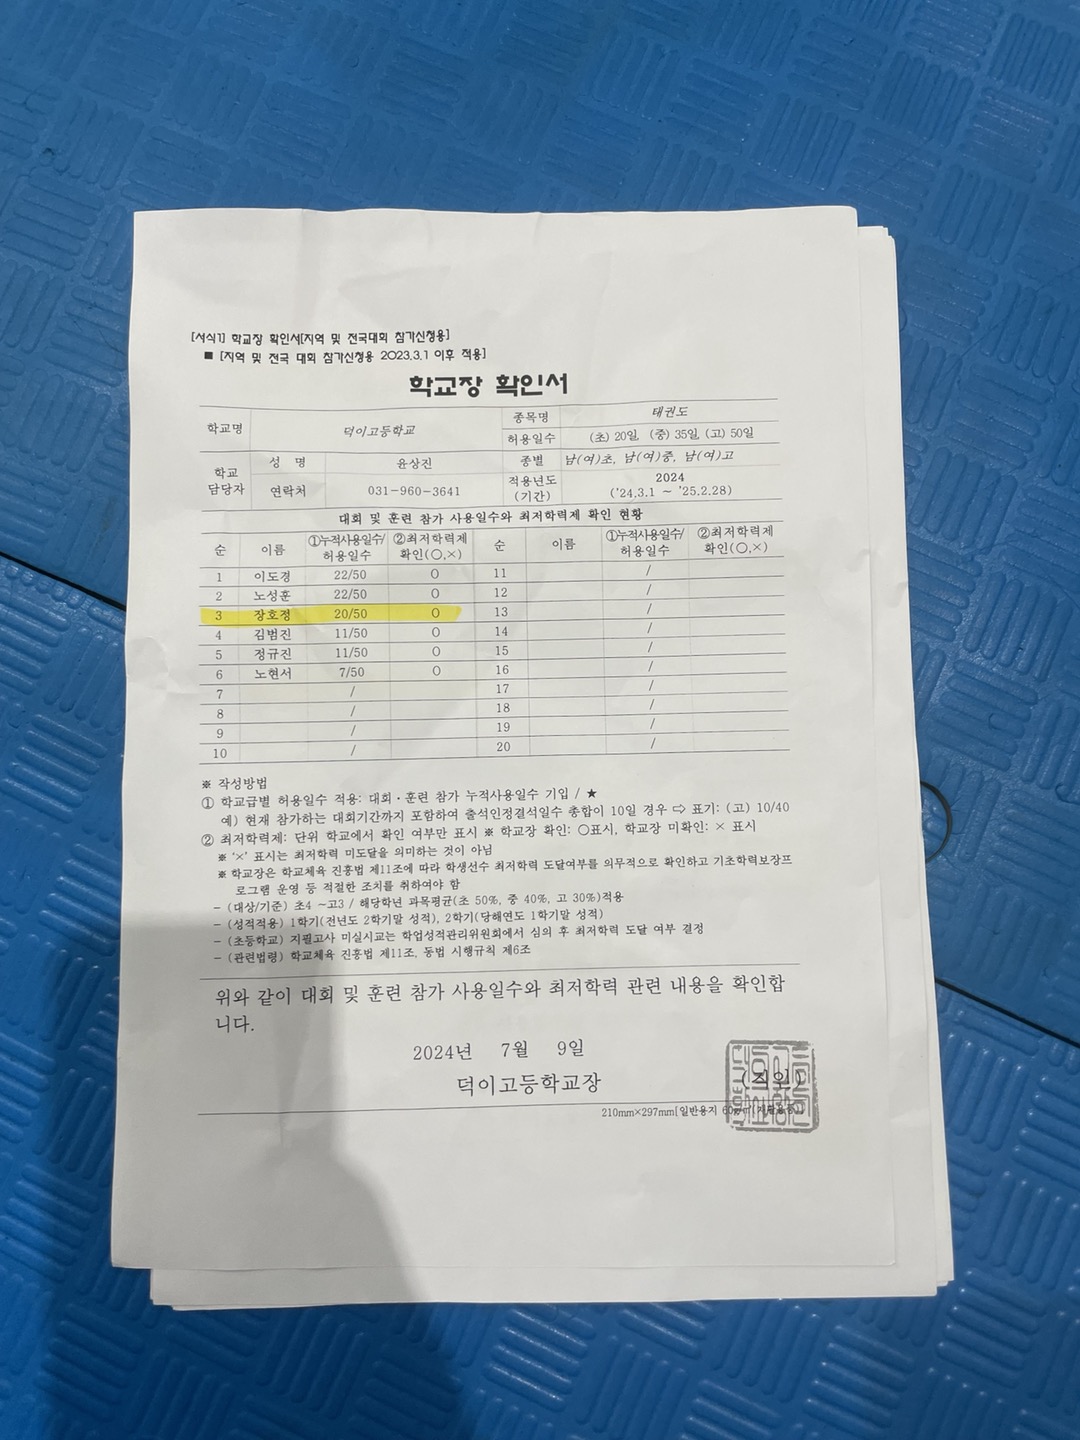 [서식1] 학교장 확인서[지역 및 전국대회 참가신청용]
■ [지역 및 전국 대회 참가신청용 2023.3.1 이후 적용]
학교장 확인서
학교명 덕이고등학교 종목명 태권도
허용일수 (초) 20일, (중) 35일, (고) 50일
학교 담당자 성 명 윤상진 종별 남(여)초, 남(여)중, 남(여)고
연락처 031-960-3641 적용년도 (기간) 2024 ('24.3.1 ~ '25.2.28)
대회 및 훈련 참가 사용일수와 최저학력제 확인 현황
순 이름 ①누적사용일수/허용일수 ②최저학력제 확인(○,×) 순 이름 ①누적사용일수/허용일수 ②최저학력제 확인(○,×)
1 이도경 22/50 O 11 /
2 노성훈 22/50 O 12 /
3 장호정 20/50 O 13 /
4 김범진 11/50 O 14 /
5 정규진 11/50 O 15 /
6 노현서 7/50 O 16 /
7 / 17 /
8 / 18 /
9 / 19 /
10 / 20 /
※ 작성방법
① 학교급별 허용일수 적용: 대회·훈련 참가 누적사용일수 기입 / ★
예) 현재 참가하는 대회기간까지 포함하여 출석인정결석일수 총합이 10일 경우 ⇨ 표기: (고) 10/40
② 최저학력제: 단위 학교에서 확인 여부만 표시 ※ 학교장 확인: ○표시, 학교장 미확인: × 표시
※ '×' 표시는 최저학력 미도달을 의미하는 것이 아님
※ 학교장은 학교체육 진흥법 제11조에 따라 학생선수 최저학력 도달여부를 의무적으로 확인하고 기초학력보장프
로그램 운영 등 적절한 조치를 취하여야 함
- (대상/기준) 초4 ~고3 / 해당학년 과목평균(초 50%, 중 40%, 고 30%)적용
- (성적적용) 1학기(전년도 2학기말 성적), 2학기(당해연도 1학기말 성적)
- (초등학교) 지필고사 미실시교는 학업성적관리위원회에서 심의 후 최저학력 도달 여부 결정
- (관련법령) 학교체육 진흥법 제11조, 동법 시행규칙 제6조
위와 같이 대회 및 훈련 참가 사용일수와 최저학력 관련 내용을 확인합
니다.
2024년 7월 9일
덕이고등학교장 (직인)
210mm×297mm[일반용지